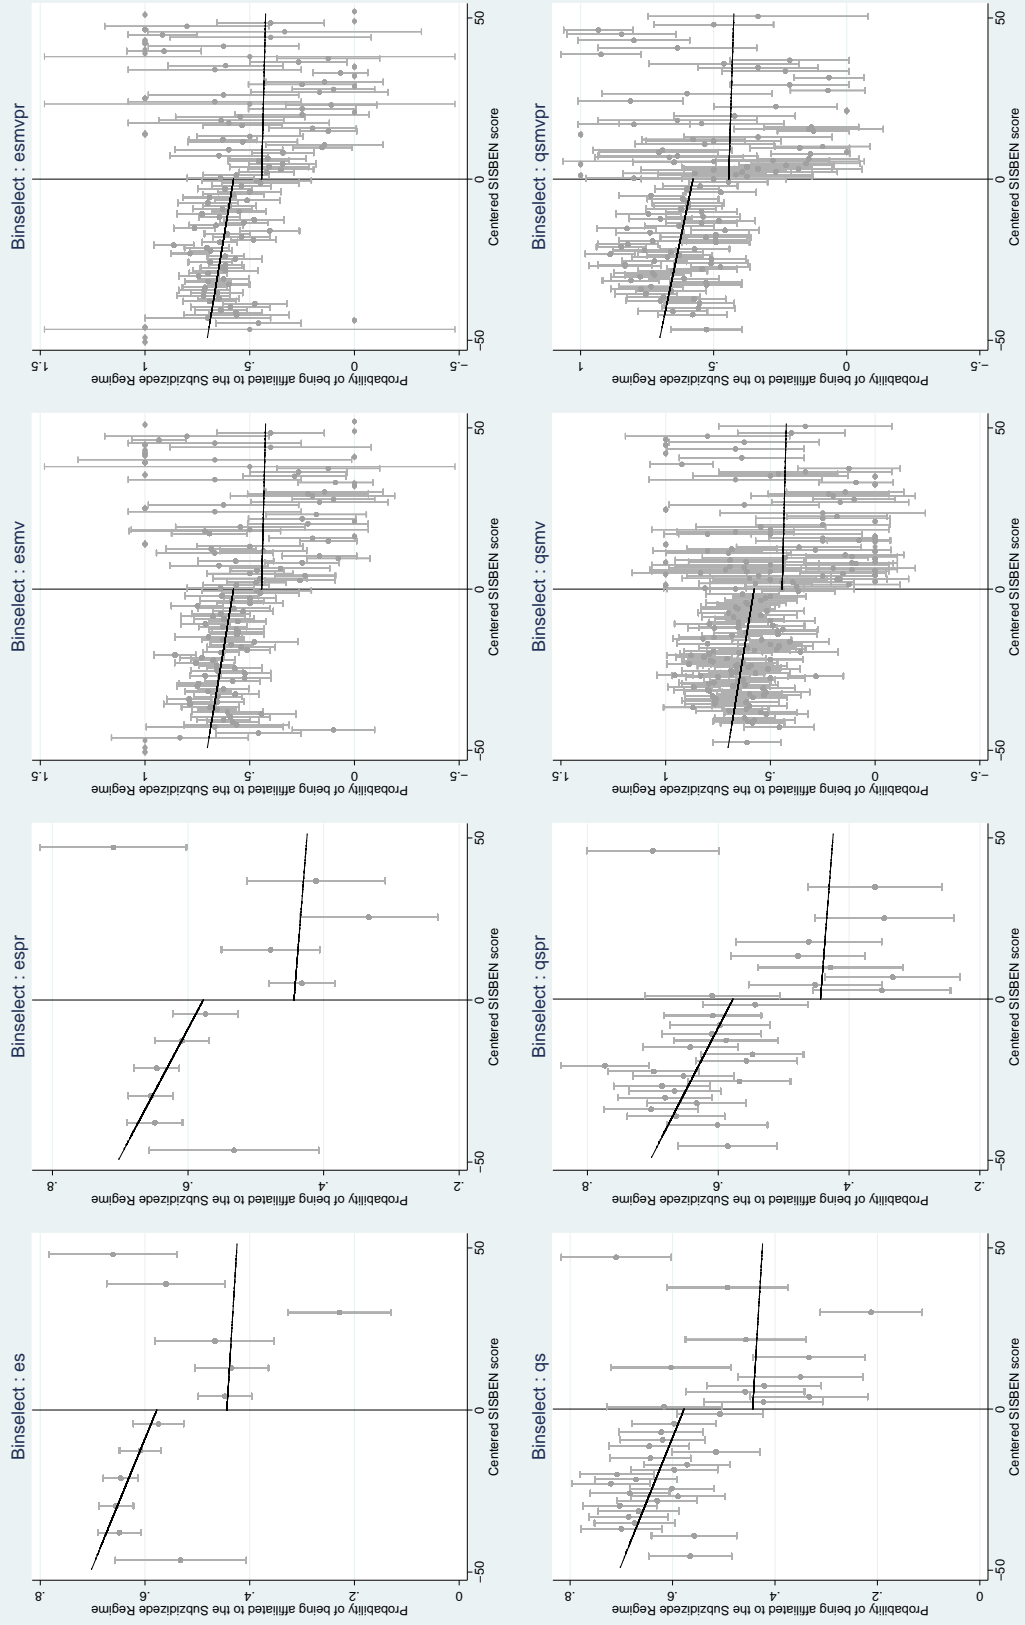 Binselect : es
Probability of being affiliated to the Subzidizede Regime
.8
.6
.4
.2
0
−50 0 50
Centered SISBEN score
Binselect : espr
Probability of being affiliated to the Subzidizede Regime
.8
.6
.4
.2
−50 0 50
Centered SISBEN score
Binselect : esmv
Probability of being affiliated to the Subzidizede Regime
1.5
1
.5
0
−.5
−50 0 50
Centered SISBEN score
Binselect : esmvpr
Probability of being affiliated to the Subzidizede Regime
1.5
1
.5
0
−.5
−50 0 50
Centered SISBEN score
Binselect : qs
Probability of being affiliated to the Subzidizede Regime
.8
.6
.4
.2
0
−50 0 50
Centered SISBEN score
Binselect : qspr
Probability of being affiliated to the Subzidizede Regime
.8
.6
.4
.2
−50 0 50
Centered SISBEN score
Binselect : qsmv
Probability of being affiliated to the Subzidizede Regime
1.5
1
.5
0
−.5
−50 0 50
Centered SISBEN score
Binselect : qsmvpr
Probability of being affiliated to the Subzidizede Regime
1
.5
0
−.5
−50 0 50
Centered SISBEN score